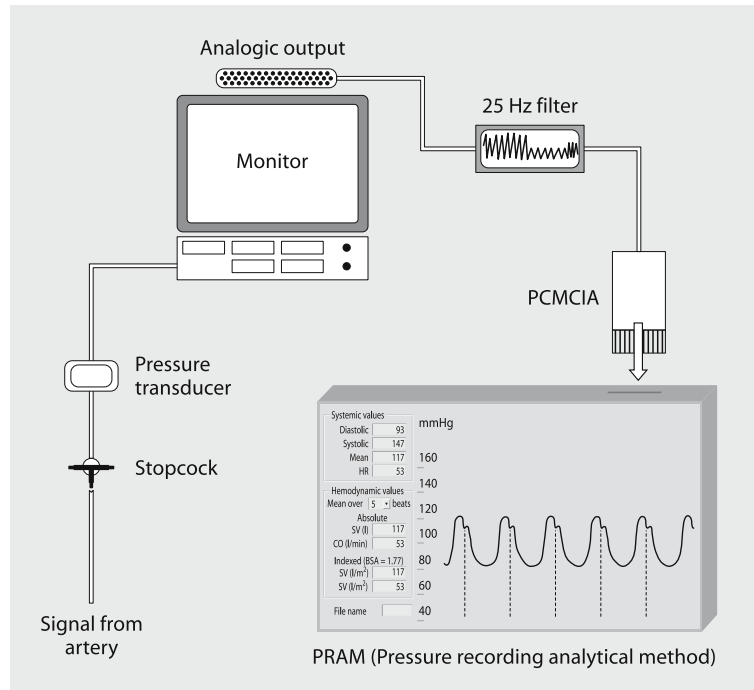 Analogic output
25 Hz filter
Monitor
PCMCIA
Pressure
transducer
Stopcock
Signal from
artery
Systemic values
Diastolic 93
Systolic 147
Mean 117
HR 53
Hemodynamic values
Mean over 5 beats
Absolute
SV (l) 117
CO (l/min) 53
Indexed (BSA = 1.77)
SV (l/m²) 117
SV (l/m²) 53
File name
mmHg
160
140
120
100
80
60
40
PRAM (Pressure recording analytical method)